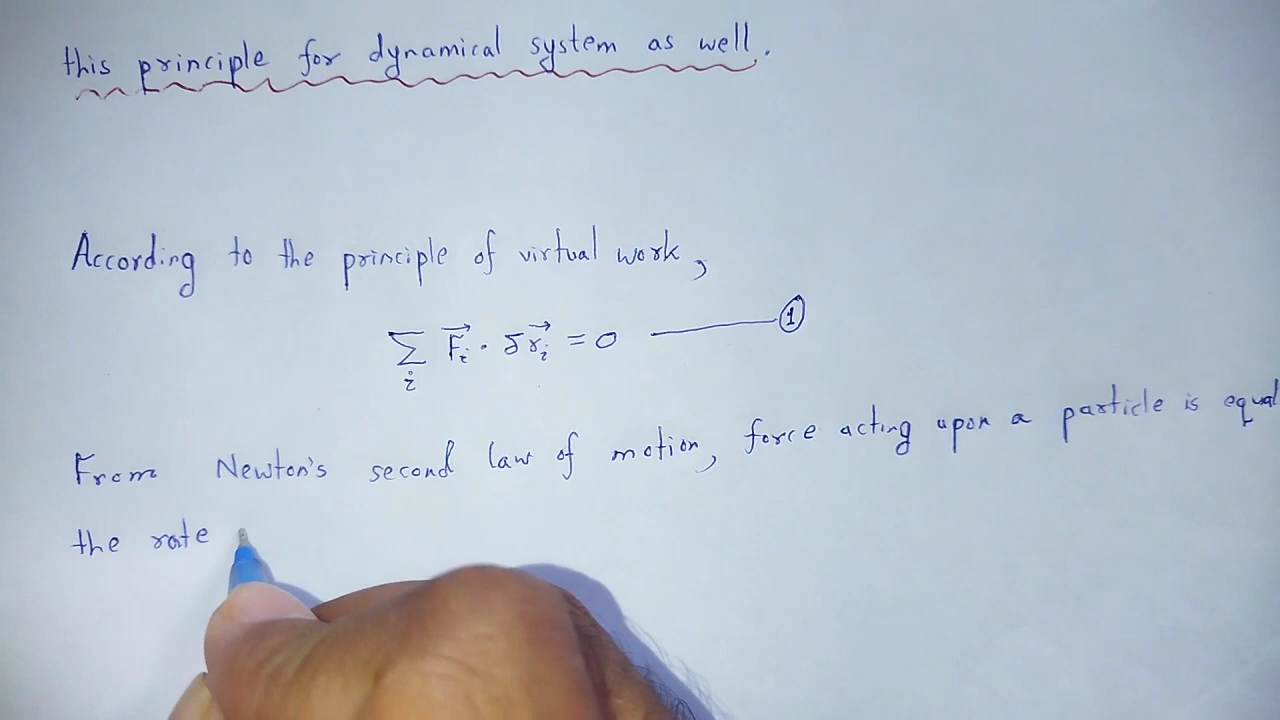 this principle for dynamical system as well.
According to the principle of virtual work,
∑ᵢ F⃗ᵢ · δr⃗ᵢ = 0 ——— ①
From Newton's second law of motion, force acting upon a particle is equal
the rate